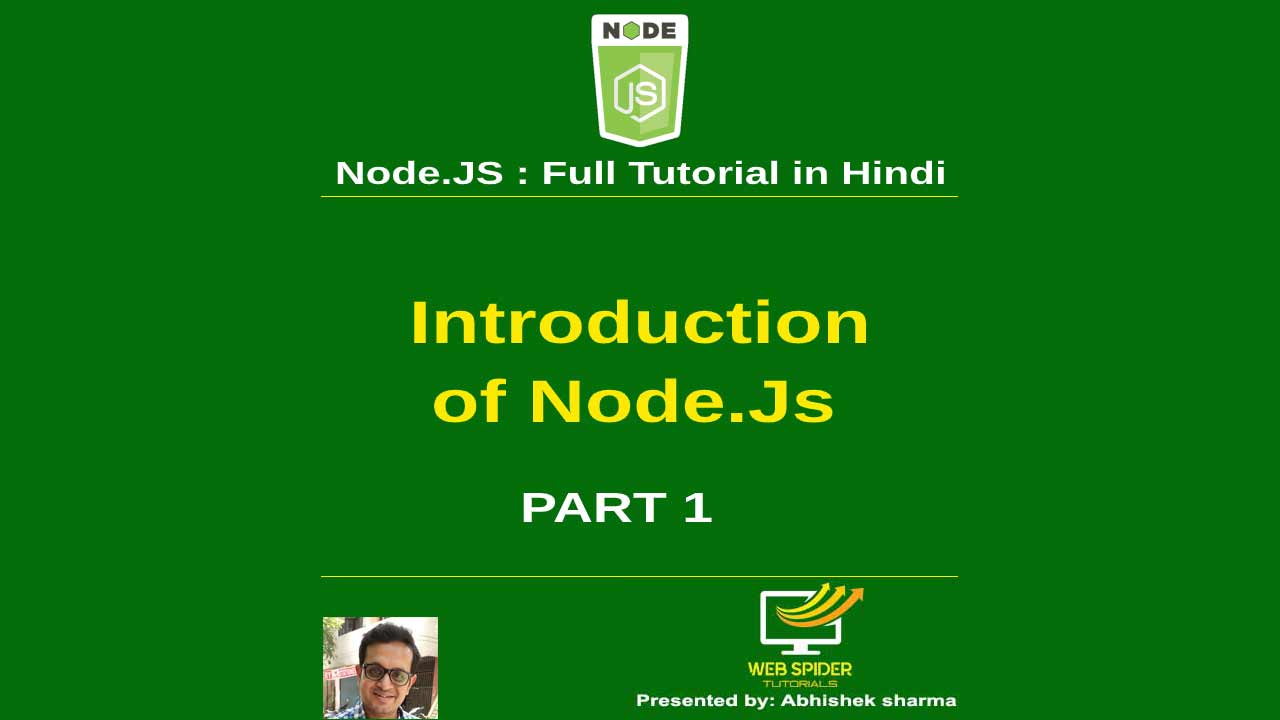 NODE
JS
Node.JS : Full Tutorial in Hindi
Introduction
of Node.Js
PART 1
WEB SPIDER
TUTORIALS
Presented by: Abhishek sharma